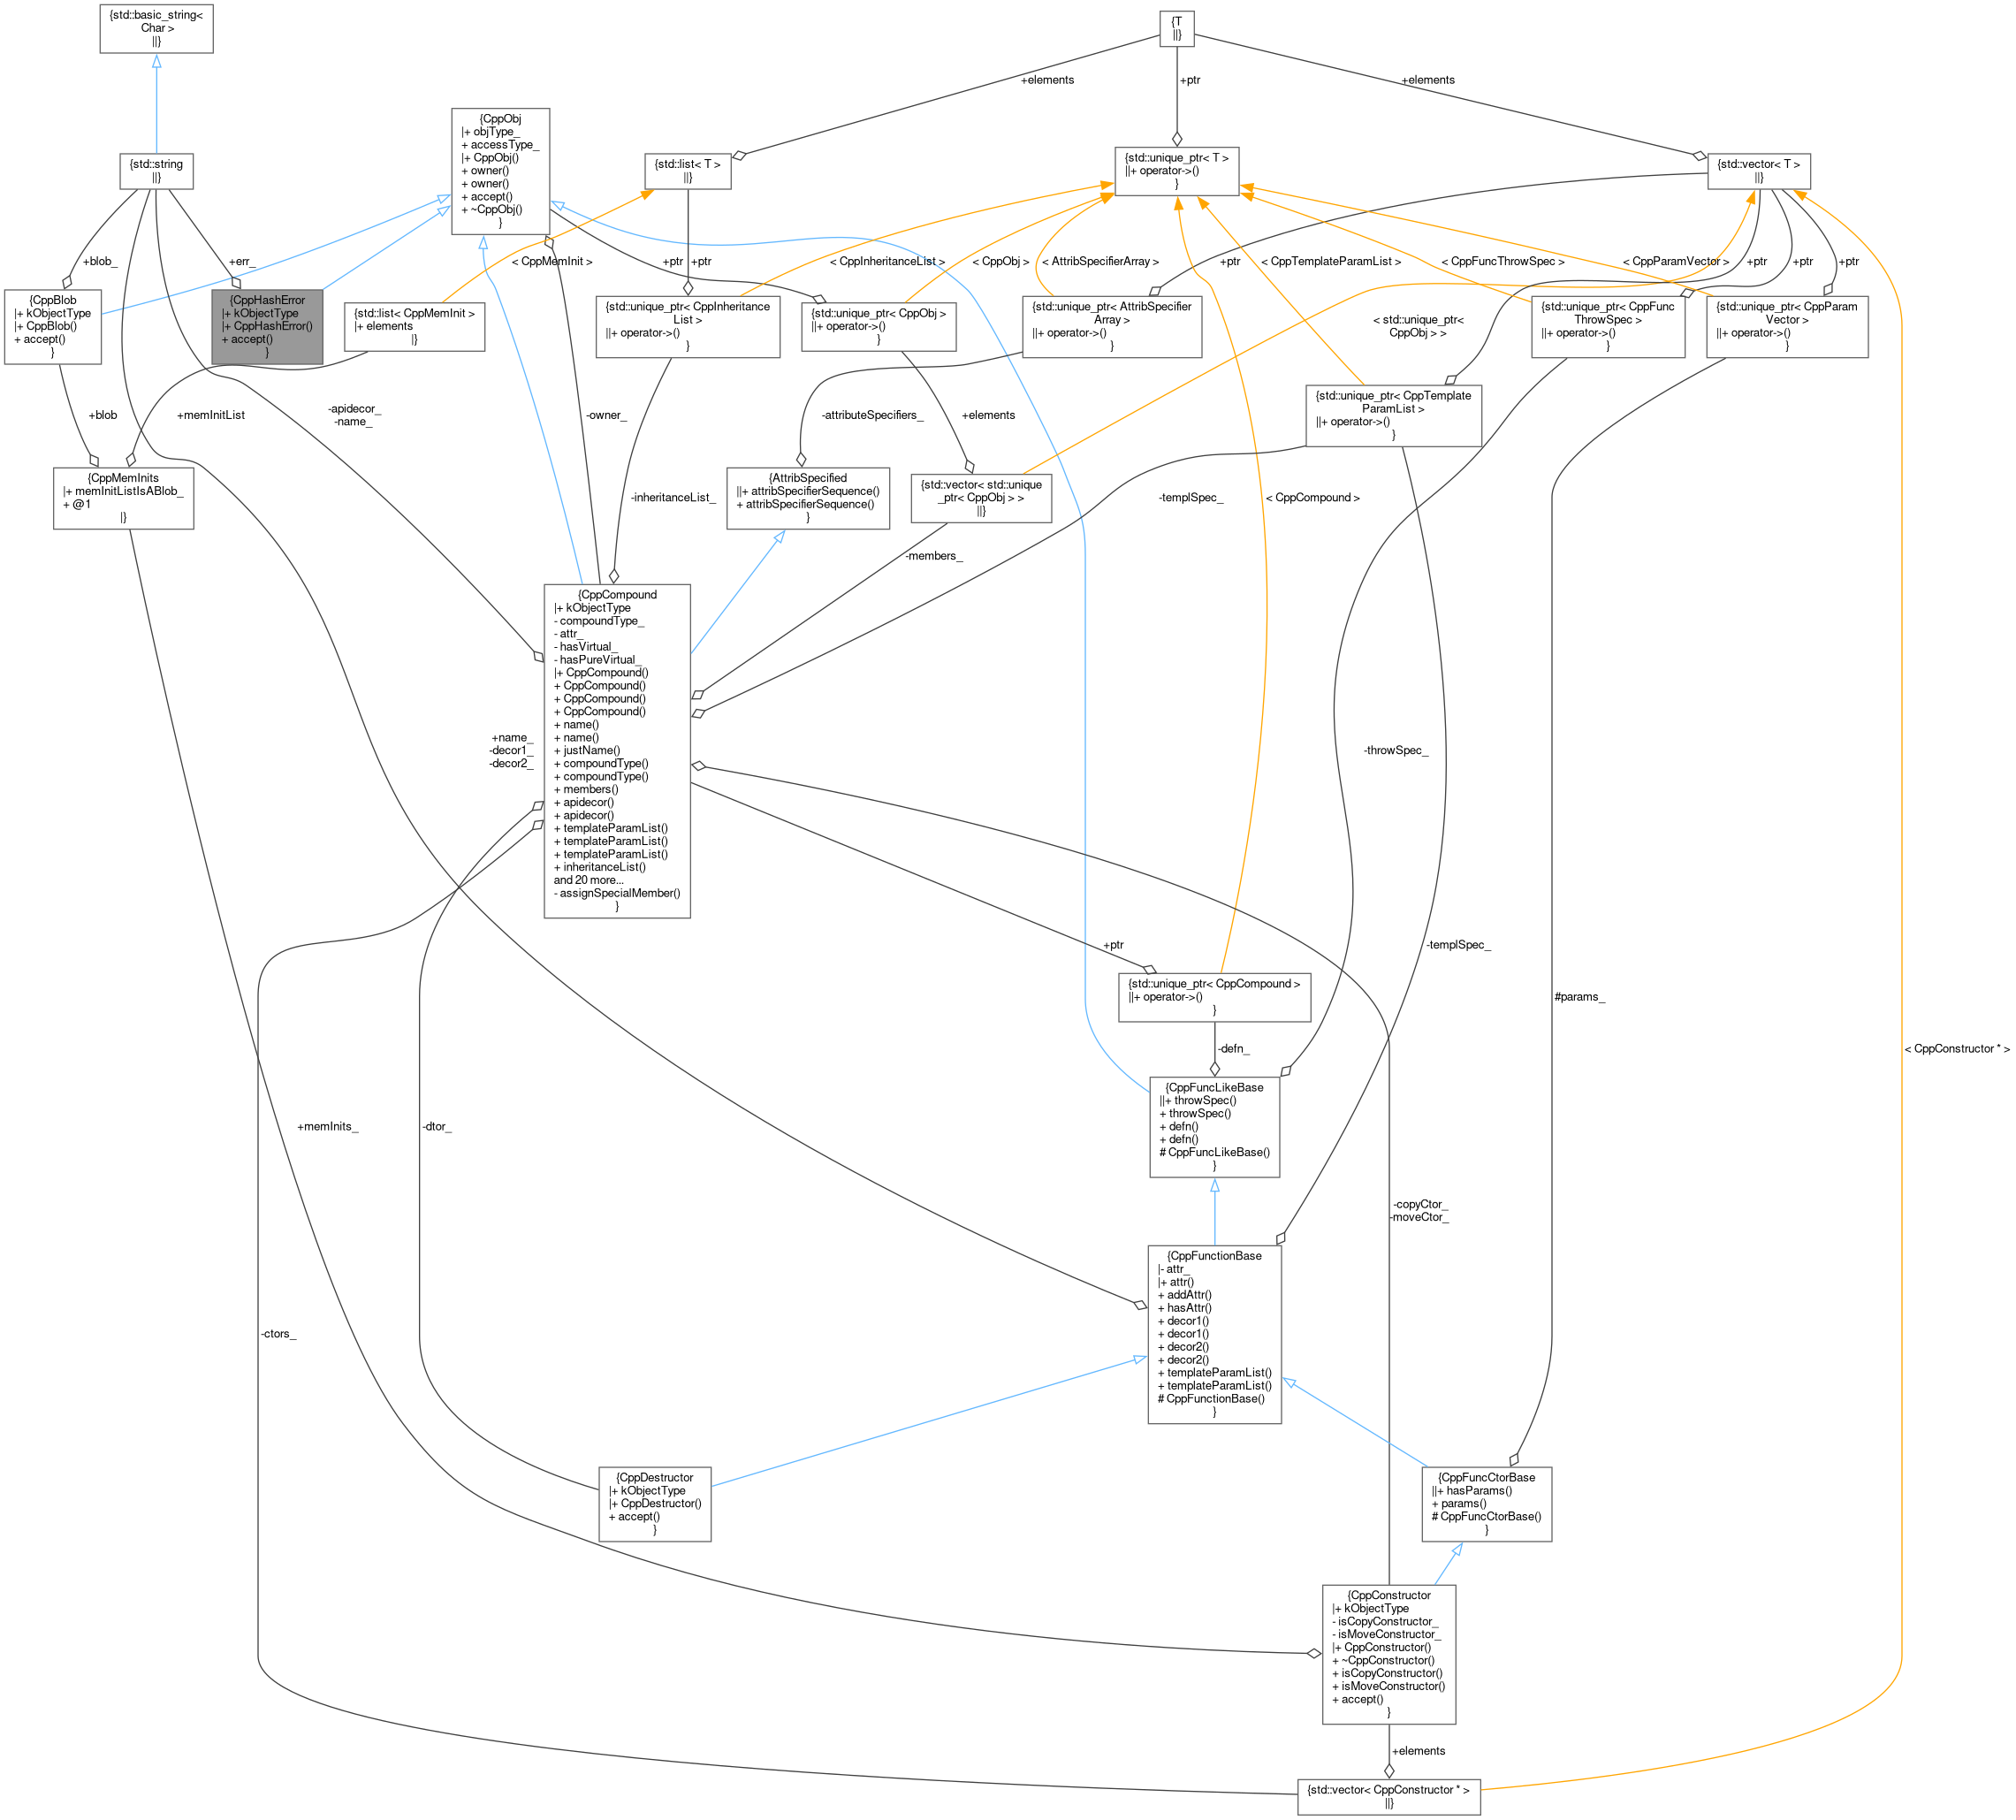 {std::basic_string<
Char >
||}
{T
||}
+elements
+ptr
+elements
{CppObj
|+ objType_
+ accessType_
|+ CppObj()
+ owner()
+ owner()
+ accept()
+ ~CppObj()
}
{std::string
||}
{std::list< T >
||}
{std::unique_ptr< T >
||+ operator->()
}
{std::vector< T >
||}
+blob_
+err_
< CppMemInit >
+ptr
+ptr
< CppInheritanceList >
< CppObj >
< AttribSpecifierArray >
+ptr
< CppTemplateParamList >
< CppFuncThrowSpec >
< CppParamVector >
+ptr
+ptr
+ptr
{CppBlob
|+ kObjectType
|+ CppBlob()
+ accept()
}
{CppHashError
|+ kObjectType
|+ CppHashError()
+ accept()
}
{std::list< CppMemInit >
|+ elements
|}
{std::unique_ptr< CppInheritance
List >
||+ operator->()
}
{std::unique_ptr< CppObj >
||+ operator->()
}
{std::unique_ptr< AttribSpecifier
Array >
||+ operator->()
}
< std::unique_ptr<
CppObj > >
{std::unique_ptr< CppFunc
ThrowSpec >
||+ operator->()
}
{std::unique_ptr< CppParam
Vector >
||+ operator->()
}
+blob
+memInitList
-apidecor_
-name_
-owner_
-attributeSpecifiers_
+elements
{std::unique_ptr< CppTemplate
ParamList >
||+ operator->()
}
{CppMemInits
|+ memInitListIsABlob_
+ @1
|}
-inheritanceList_
{AttribSpecified
||+ attribSpecifierSequence()
+ attribSpecifierSequence()
}
{std::vector< std::unique
_ptr< CppObj > >
||}
-templSpec_
< CppCompound >
-members_
{CppCompound
|+ kObjectType
- compoundType_
- attr_
- hasVirtual_
- hasPureVirtual_
|+ CppCompound()
+ CppCompound()
+ CppCompound()
+ CppCompound()
+ name()
+ name()
+ justName()
+ compoundType()
+ compoundType()
+ members()
+ apidecor()
+ apidecor()
+ templateParamList()
+ templateParamList()
+ templateParamList()
+ inheritanceList()
and 20 more...
- assignSpecialMember()
}
+name_
-decor1_
-decor2_
-throwSpec_
+ptr
-templSpec_
{std::unique_ptr< CppCompound >
||+ operator->()
}
#params_
-defn_
< CppConstructor * >
{CppFuncLikeBase
||+ throwSpec()
+ throwSpec()
+ defn()
+ defn()
# CppFuncLikeBase()
}
+memInits_
-dtor_
-copyCtor_
-moveCtor_
{CppFunctionBase
|- attr_
|+ attr()
+ addAttr()
+ hasAttr()
+ decor1()
+ decor1()
+ decor2()
+ decor2()
+ templateParamList()
+ templateParamList()
# CppFunctionBase()
}
-ctors_
{CppDestructor
|+ kObjectType
|+ CppDestructor()
+ accept()
}
{CppFuncCtorBase
||+ hasParams()
+ params()
# CppFuncCtorBase()
}
{CppConstructor
|+ kObjectType
- isCopyConstructor_
- isMoveConstructor_
|+ CppConstructor()
+ ~CppConstructor()
+ isCopyConstructor()
+ isMoveConstructor()
+ accept()
}
+elements
{std::vector< CppConstructor * >
||}